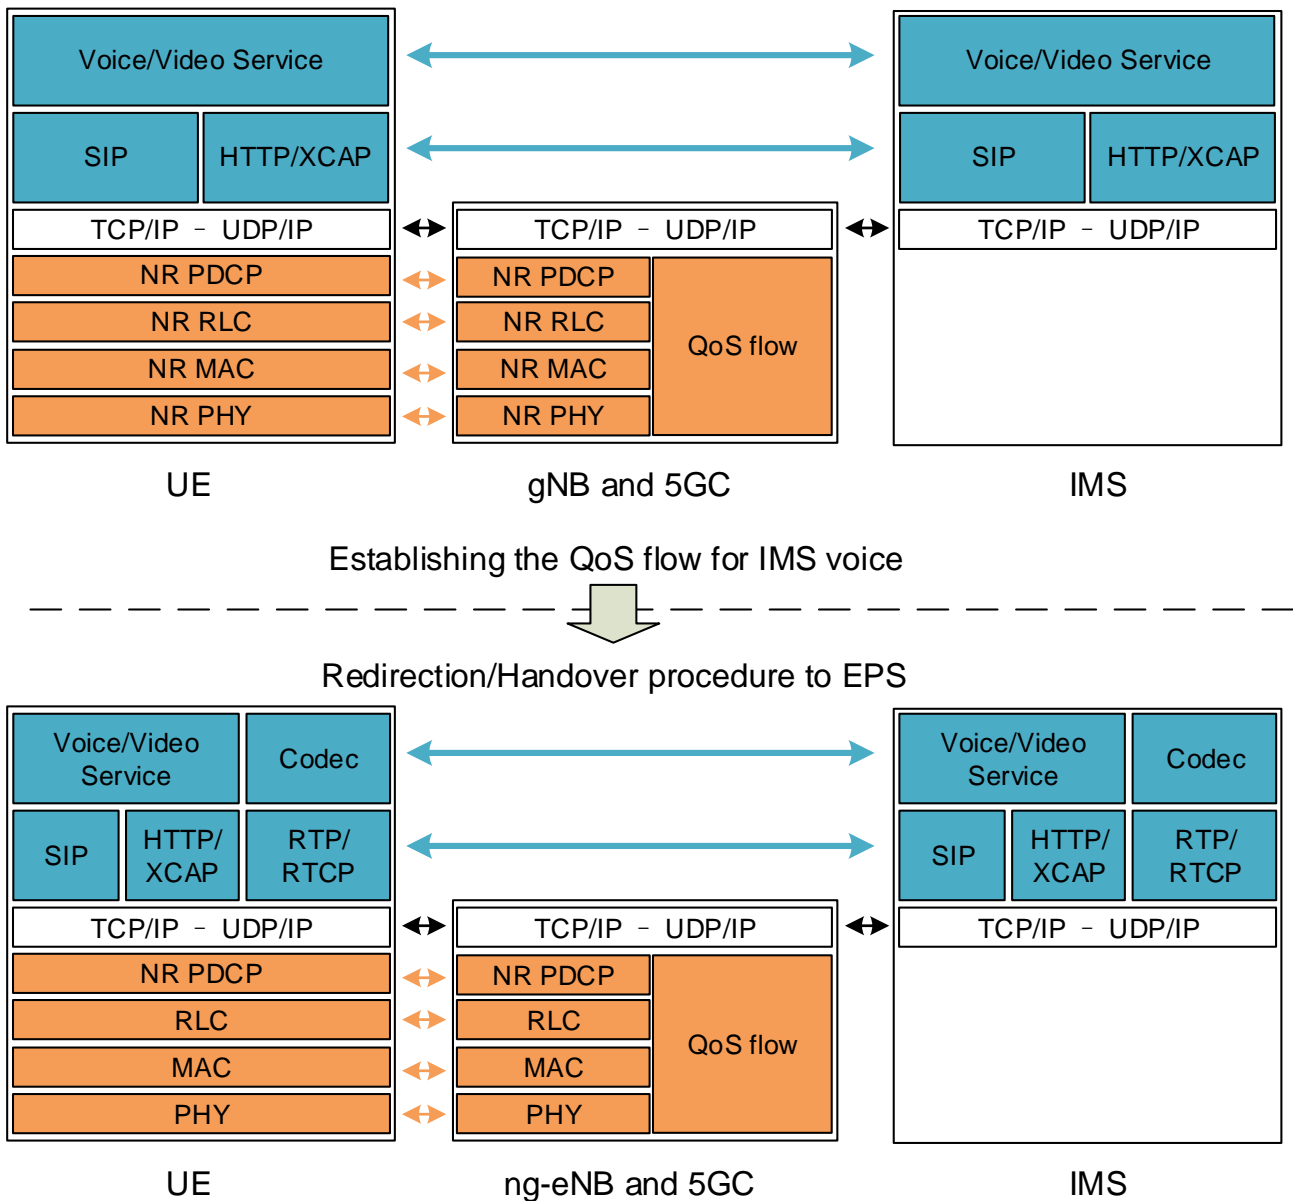 Voice/Video Service
Voice/Video Service
SIP
HTTP/XCAP
SIP
HTTP/XCAP
TCP/IP – UDP/IP
TCP/IP – UDP/IP
TCP/IP – UDP/IP
NR PDCP
NR PDCP
NR RLC
NR RLC
QoS flow
NR MAC
NR MAC
NR PHY
NR PHY
UE
gNB and 5GC
IMS
Establishing the QoS flow for IMS voice
Redirection/Handover procedure to EPS
Voice/Video
Service
Codec
Voice/Video
Service
Codec
SIP
HTTP/
XCAP
RTP/
RTCP
SIP
HTTP/
XCAP
RTP/
RTCP
TCP/IP – UDP/IP
TCP/IP – UDP/IP
TCP/IP – UDP/IP
NR PDCP
NR PDCP
RLC
RLC
QoS flow
MAC
MAC
PHY
PHY
UE
ng-eNB and 5GC
IMS